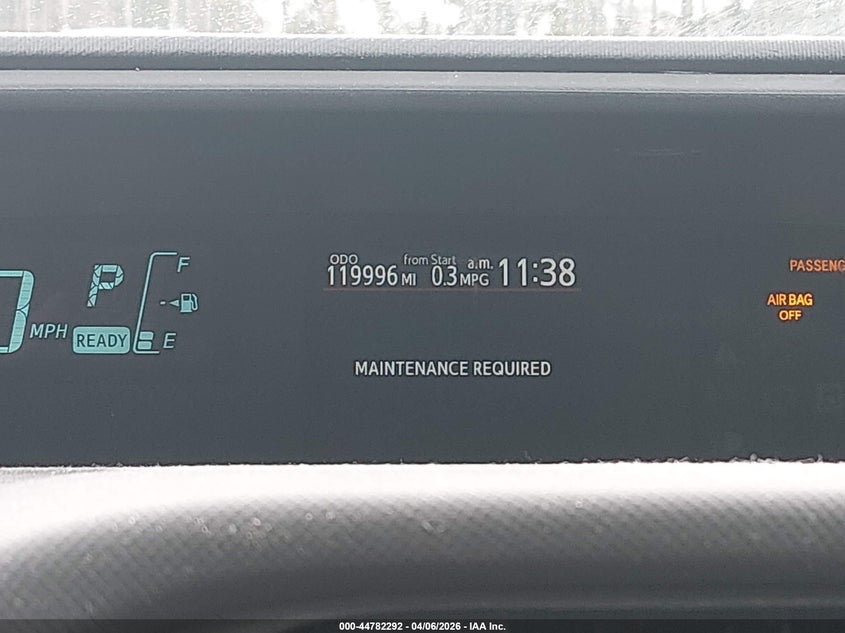 ODO from Start a.m. 11:38
119996 MI 0.3 MPG
P F
MPH READY E
MAINTENANCE REQUIRED
AIR BAG
OFF
000-44782292 - 04/06/2026 - IAA Inc.